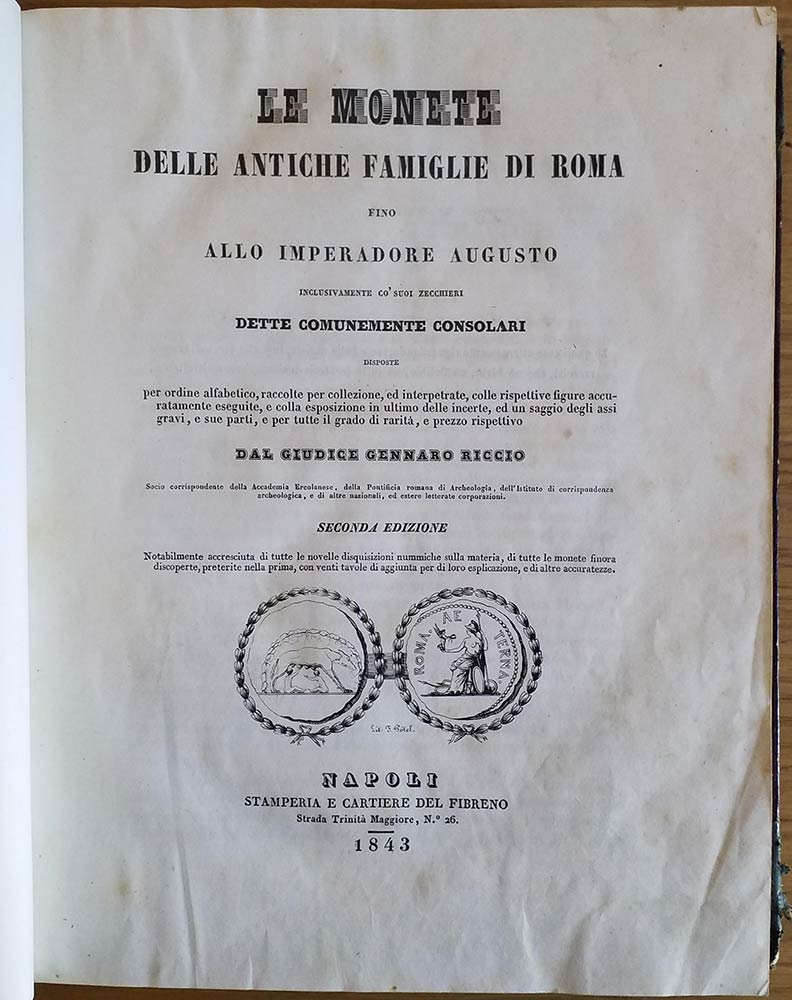 LE MONETE
DELLE ANTICHE FAMIGLIE DI ROMA
FINO
ALLO IMPERADORE AUGUSTO
INCLUSIVAMENTE CO' SUOI ZECCHIERI
DETTE COMUNEMENTE CONSOLARI
DISPOSTE
per ordine alfabetico, raccolte per collezione, ed interpetrate, colle rispettive figure accu-
ratamente eseguite, e colla esposizione in ultimo delle incerte, ed un saggio degli assi
gravi, e sue parti, e per tutte il grado di rarità, e prezzo rispettivo
DAL GIUDICE GENNARO RICCIO
Socio corrispondente della Accademia Ercolanese, della Pontificia romana di Archeologia, dell'Istituto di corrispondenza
archeologica, e di altre nazionali, ed estere letterate corporazioni.
SECONDA EDIZIONE
Notabilmente accresciuta di tutte le novelle disquisizioni nummiche sulla materia, di tutte le monete finora
discoperte, preterite nella prima, con venti tavole di aggiunta per di loro esplicazione, e di altre accuratezze.
ROMA. AE TERNA.
Lit. F.
NAPOLI
STAMPERIA E CARTIERE DEL FIBRENO
Strada Trinità Maggiore, N.º 26.
1843